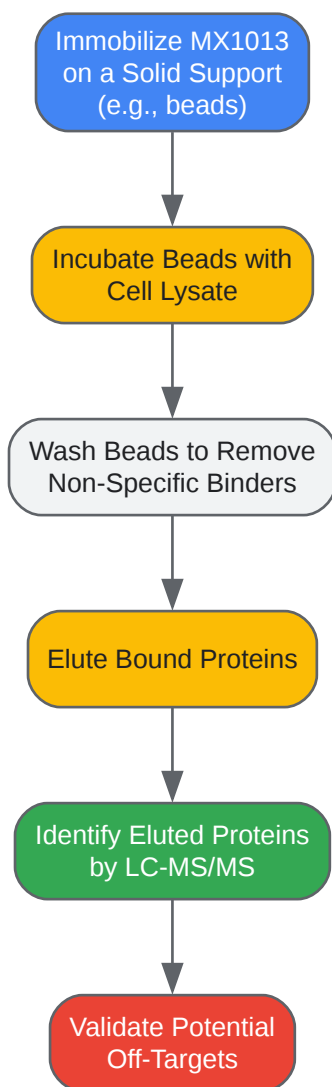 Immobilize MX1013
on a Solid Support
(e.g., beads)
Incubate Beads with
Cell Lysate
Wash Beads to Remove
Non-Specific Binders
Elute Bound Proteins
Identify Eluted Proteins
by LC-MS/MS
Validate Potential
Off-Targets